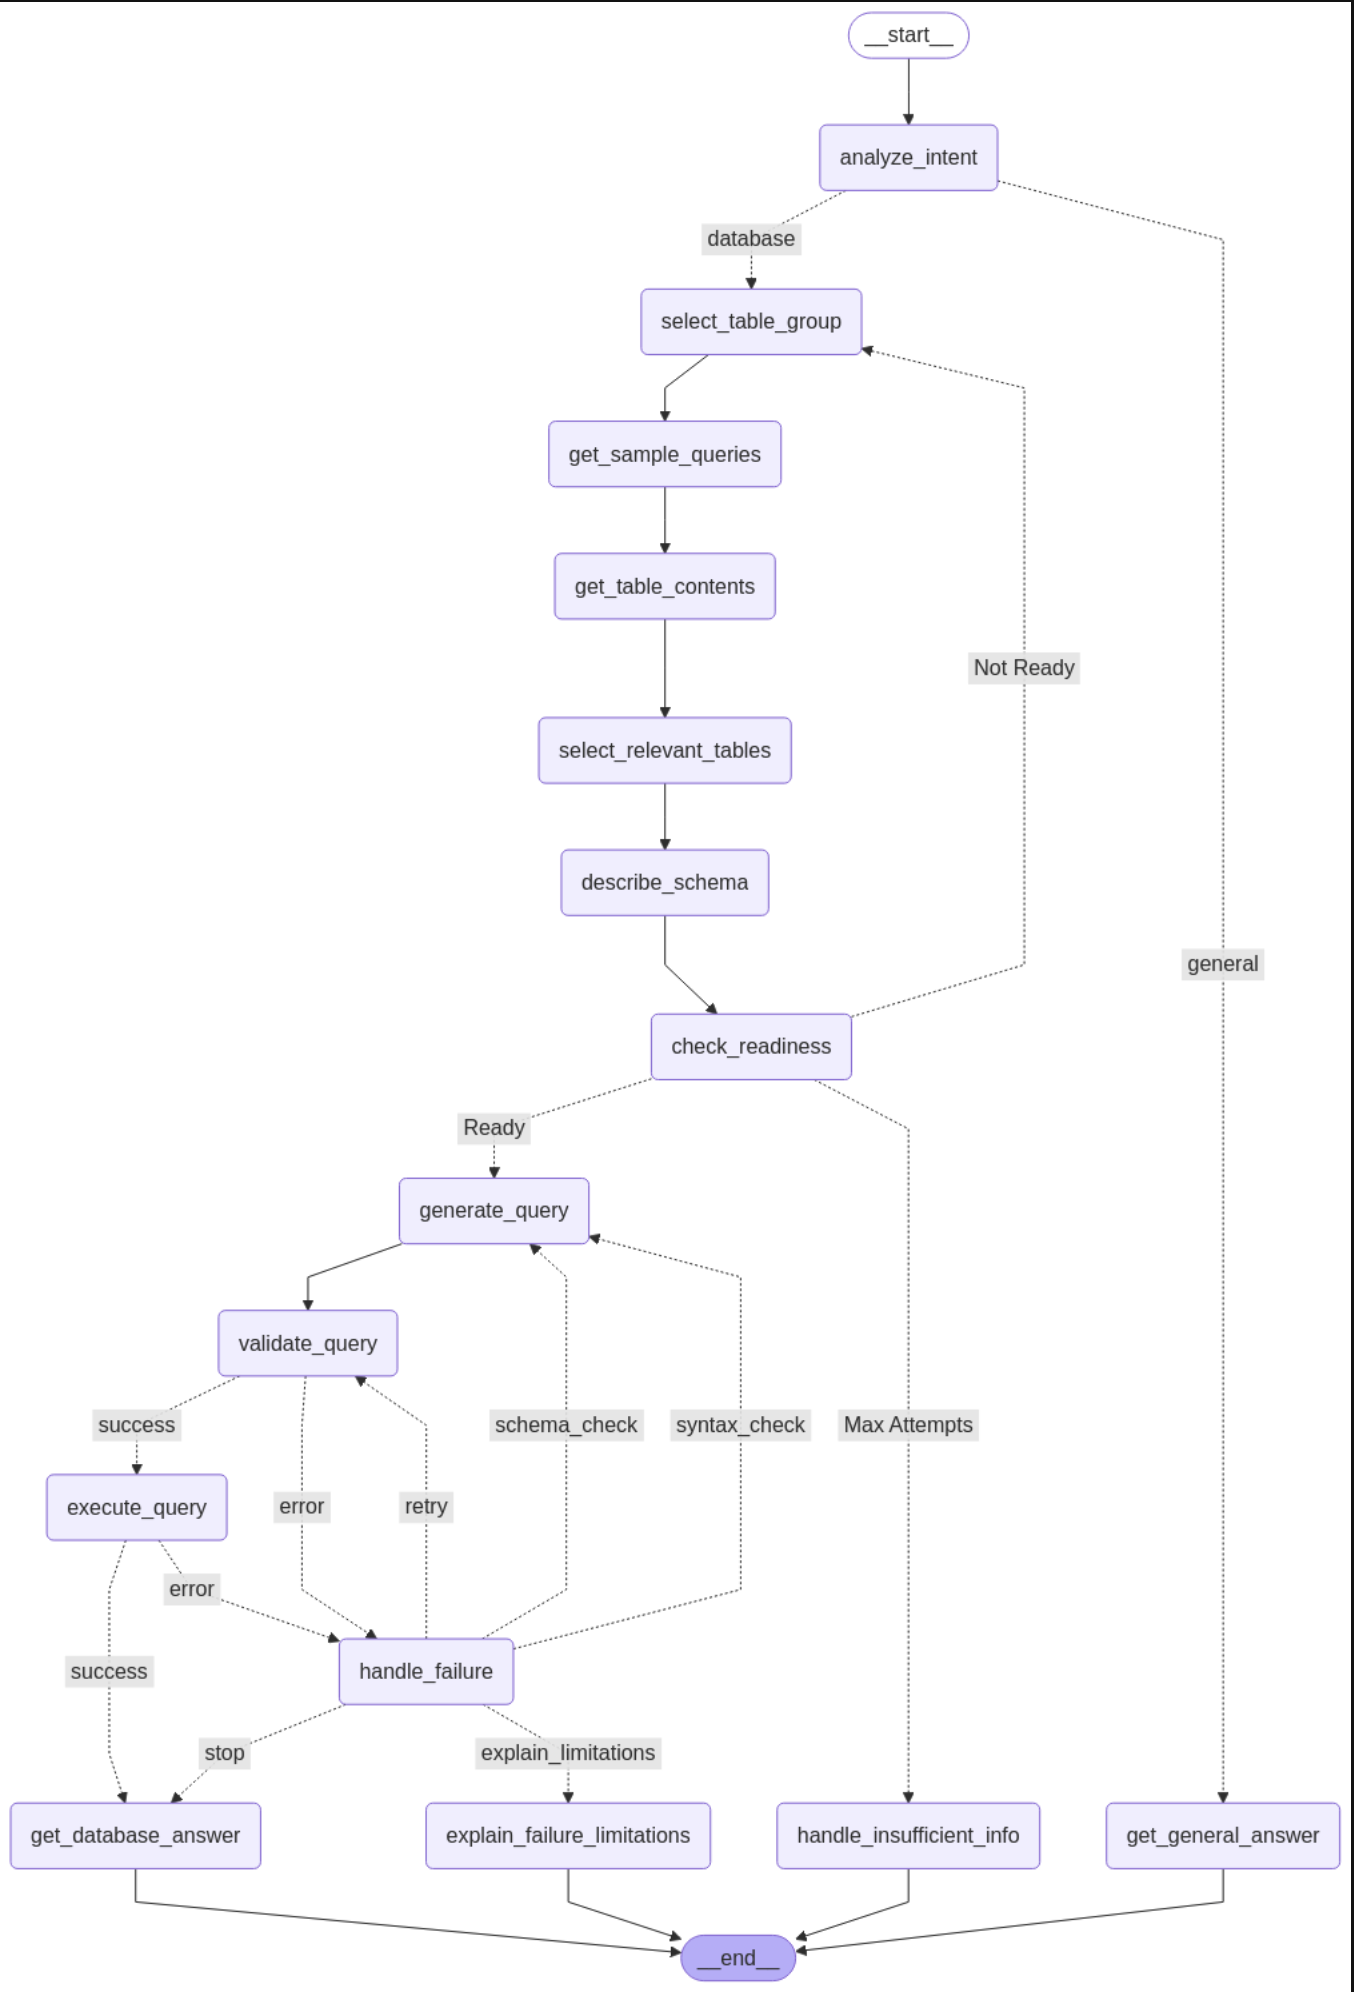 __start__
analyze_intent
database
select_table_group
get_sample_queries
get_table_contents
Not Ready
select_relevant_tables
describe_schema
general
check_readiness
Ready
generate_query
validate_query
success
schema_check
syntax_check
Max Attempts
execute_query
error
retry
error
handle_failure
success
stop
explain_limitations
get_database_answer
explain_failure_limitations
handle_insufficient_info
get_general_answer
__end__